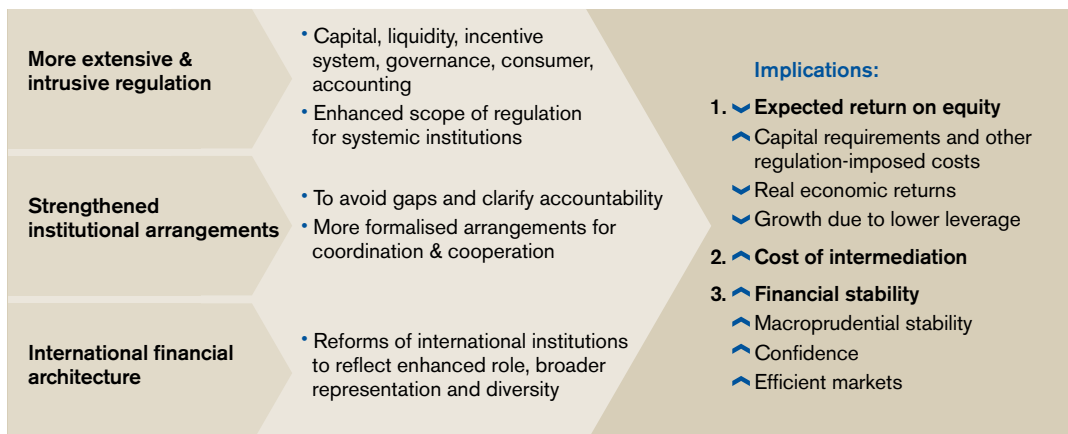 More extensive &
intrusive regulation
• Capital, liquidity, incentive
system, governance, consumer,
accounting
• Enhanced scope of regulation
for systemic institutions
Strengthened
institutional arrangements
• To avoid gaps and clarify accountability
• More formalised arrangements for
coordination & cooperation
International financial
architecture
• Reforms of international institutions
to reflect enhanced role, broader
representation and diversity
Implications:
1. Expected return on equity
Capital requirements and other
regulation-imposed costs
Real economic returns
Growth due to lower leverage
2. Cost of intermediation
3. Financial stability
Macroprudential stability
Confidence
Efficient markets